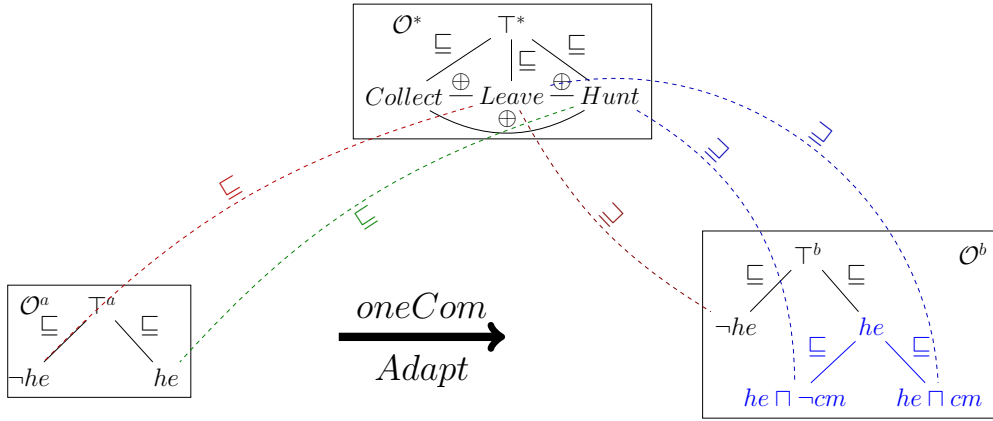 𝒪* ⊤*
⊑ ⊑ ⊑
Collect ⊕ Leave ⊕ Hunt
⊕
⊑ ⊑ ⊒ ⊒ ⊒
𝒪ᵃ ⊤ᵃ
⊑ ⊑
¬he he
oneCom
Adapt
⊤ᵇ 𝒪ᵇ
⊑ ⊑
¬he he
⊑ ⊑
he ⊓ ¬cm he ⊓ cm